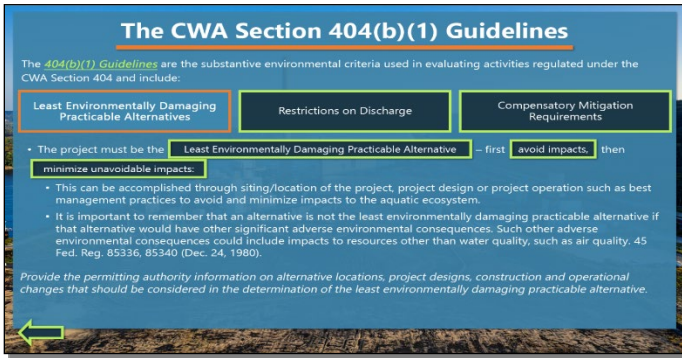 The CWA Section 404(b)(1) Guidelines
The 404(b)(1) Guidelines are the substantive environmental criteria used in evaluating activities regulated under the
CWA Section 404 and include:
Least Environmentally Damaging
Practicable Alternatives
Restrictions on Discharge
Compensatory Mitigation
Requirements
• The project must be the Least Environmentally Damaging Practicable Alternative – first avoid impacts, then
minimize unavoidable impacts:
• This can be accomplished through siting/location of the project, project design or project operation such as best
management practices to avoid and minimize impacts to the aquatic ecosystem.
• It is important to remember that an alternative is not the least environmentally damaging practicable alternative if
that alternative would have other significant adverse environmental consequences. Such other adverse
environmental consequences could include impacts to resources other than water quality, such as air quality. 45
Fed. Reg. 85336, 85340 (Dec. 24, 1980).
Provide the permitting authority information on alternative locations, project designs, construction and operational
changes that should be considered in the determination of the least environmentally damaging practicable alternative.